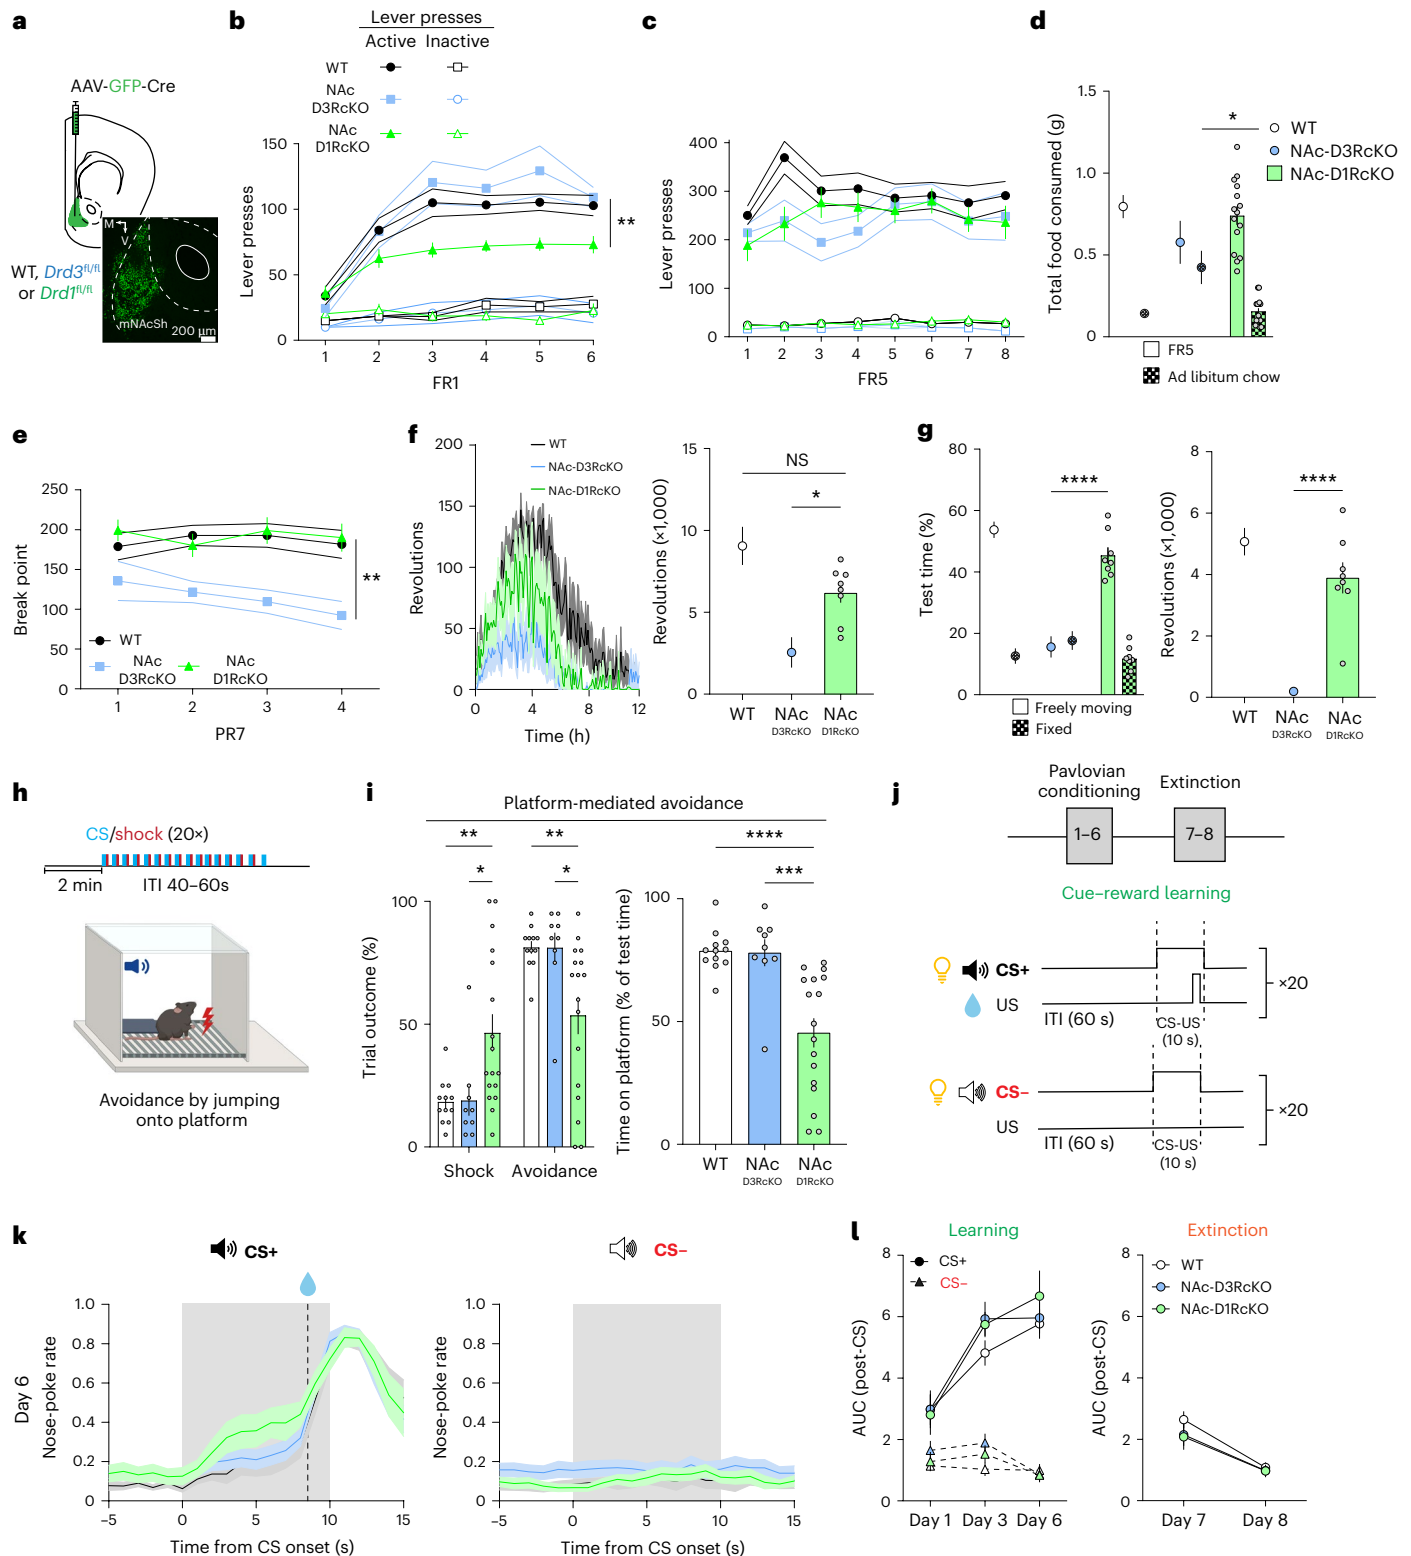 a
AAV-GFP-Cre
M
V
mNAcSh
200 µm
WT, Drd3fl/fl
or Drd1fl/fl
b
Lever presses
Active Inactive
WT
NAc
D3RcKO
NAc
D1RcKO
Lever presses
150
100
50
0
**
1 2 3 4 5 6
FR1
c
Lever presses
400
300
200
100
0
1 2 3 4 5 6 7 8
FR5
d
Total food consumed (g)
1.5
1.0
0.5
0
*
WT
NAc-D3RcKO
NAc-D1RcKO
FR5
Ad libitum chow
e
Break point
250
200
150
100
50
0
**
WT
NAc
D3RcKO
NAc
D1RcKO
1 2 3 4
PR7
f
Revolutions
200
150
100
50
0
WT
NAc-D3RcKO
NAc-D1RcKO
0 4 8 12
Time (h)
Revolutions (×1,000)
15
10
5
0
NS
*
WT
NAc
D3RcKO
NAc
D1RcKO
g
Test time (%)
80
60
40
20
0
****
Freely moving
Fixed
Revolutions (×1,000)
8
6
4
2
0
****
WT
NAc
D3RcKO
NAc
D1RcKO
h
CS/shock (20×)
2 min
ITI 40–60s
Avoidance by jumping
onto platform
i
Platform-mediated avoidance
Trial outcome (%)
100
50
0
**
*
**
*
Shock
Avoidance
Time on platform (% of test time)
100
50
0
****
***
WT
NAc
D3RcKO
NAc
D1RcKO
j
Pavlovian
conditioning
Extinction
1–6
7–8
Cue–reward learning
CS+
US
ITI (60 s)
CS-US
(10 s)
×20
CS–
US
ITI (60 s)
CS-US
(10 s)
×20
k
CS+
CS–
Day 6
Nose-poke rate
1.0
0.8
0.6
0.4
0.2
0
–5 0 5 10 15
Time from CS onset (s)
Nose-poke rate
1.0
0.8
0.6
0.4
0.2
0
–5 0 5 10 15
Time from CS onset (s)
l
Learning
AUC (post-CS)
8
6
4
2
0
CS+
CS–
Day 1 Day 3 Day 6
Extinction
AUC (post-CS)
8
6
4
2
0
WT
NAc-D3RcKO
NAc-D1RcKO
Day 7 Day 8